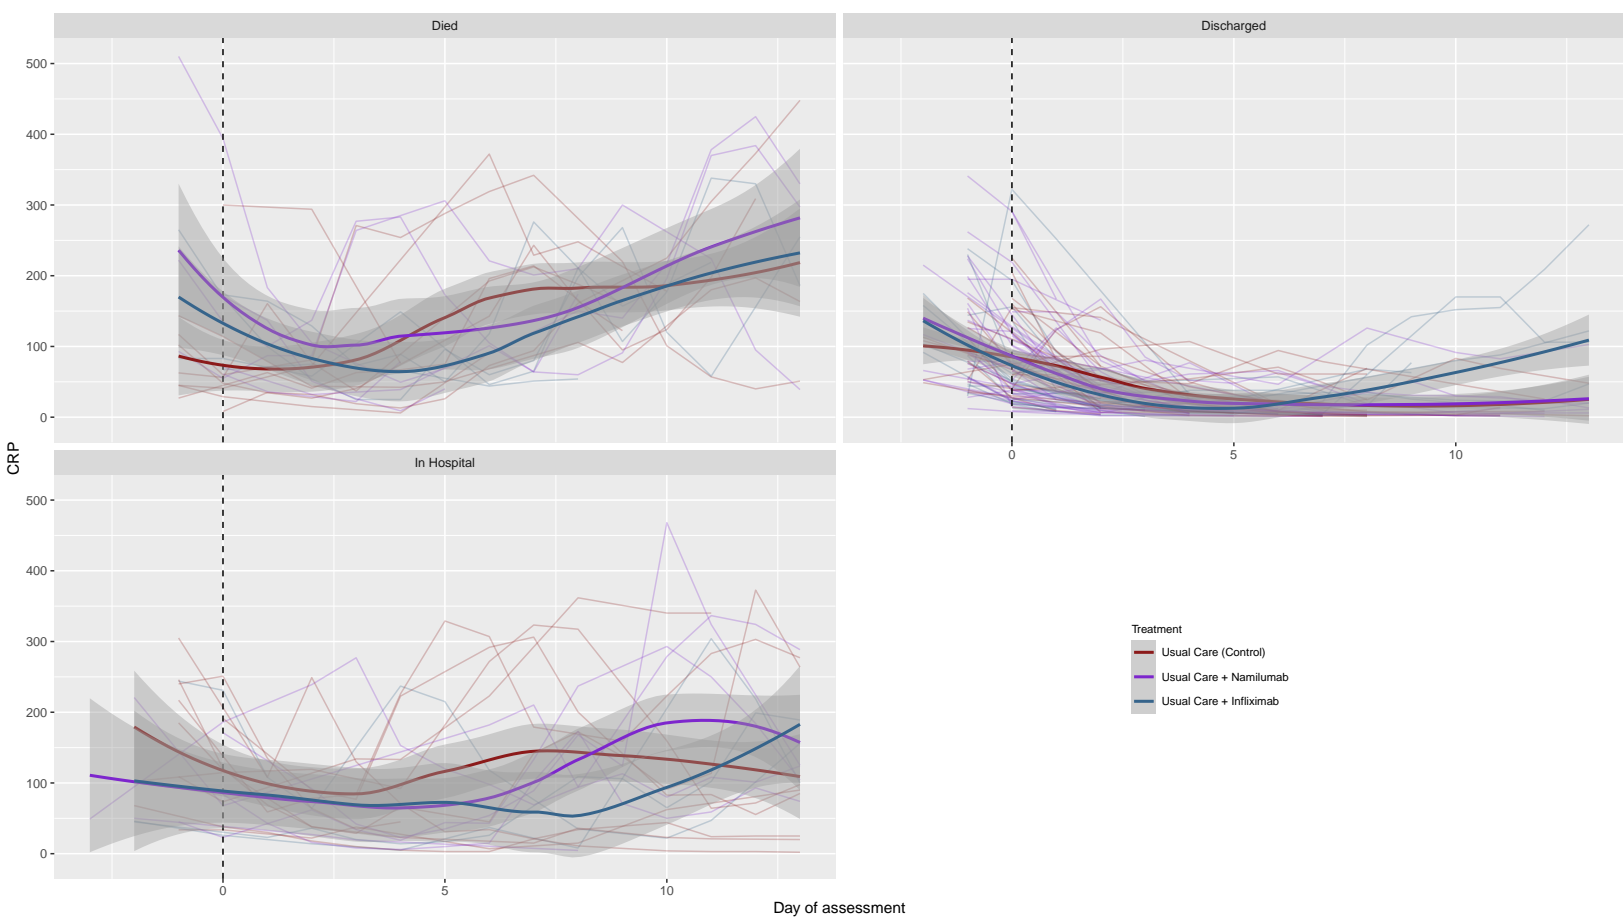 Died
Discharged
500
400
300
200
100
0
0
5
10
In Hospital
500
400
300
200
100
0
0
5
10
CRP
Day of assessment
Treatment
Usual Care (Control)
Usual Care + Namilumab
Usual Care + Infliximab